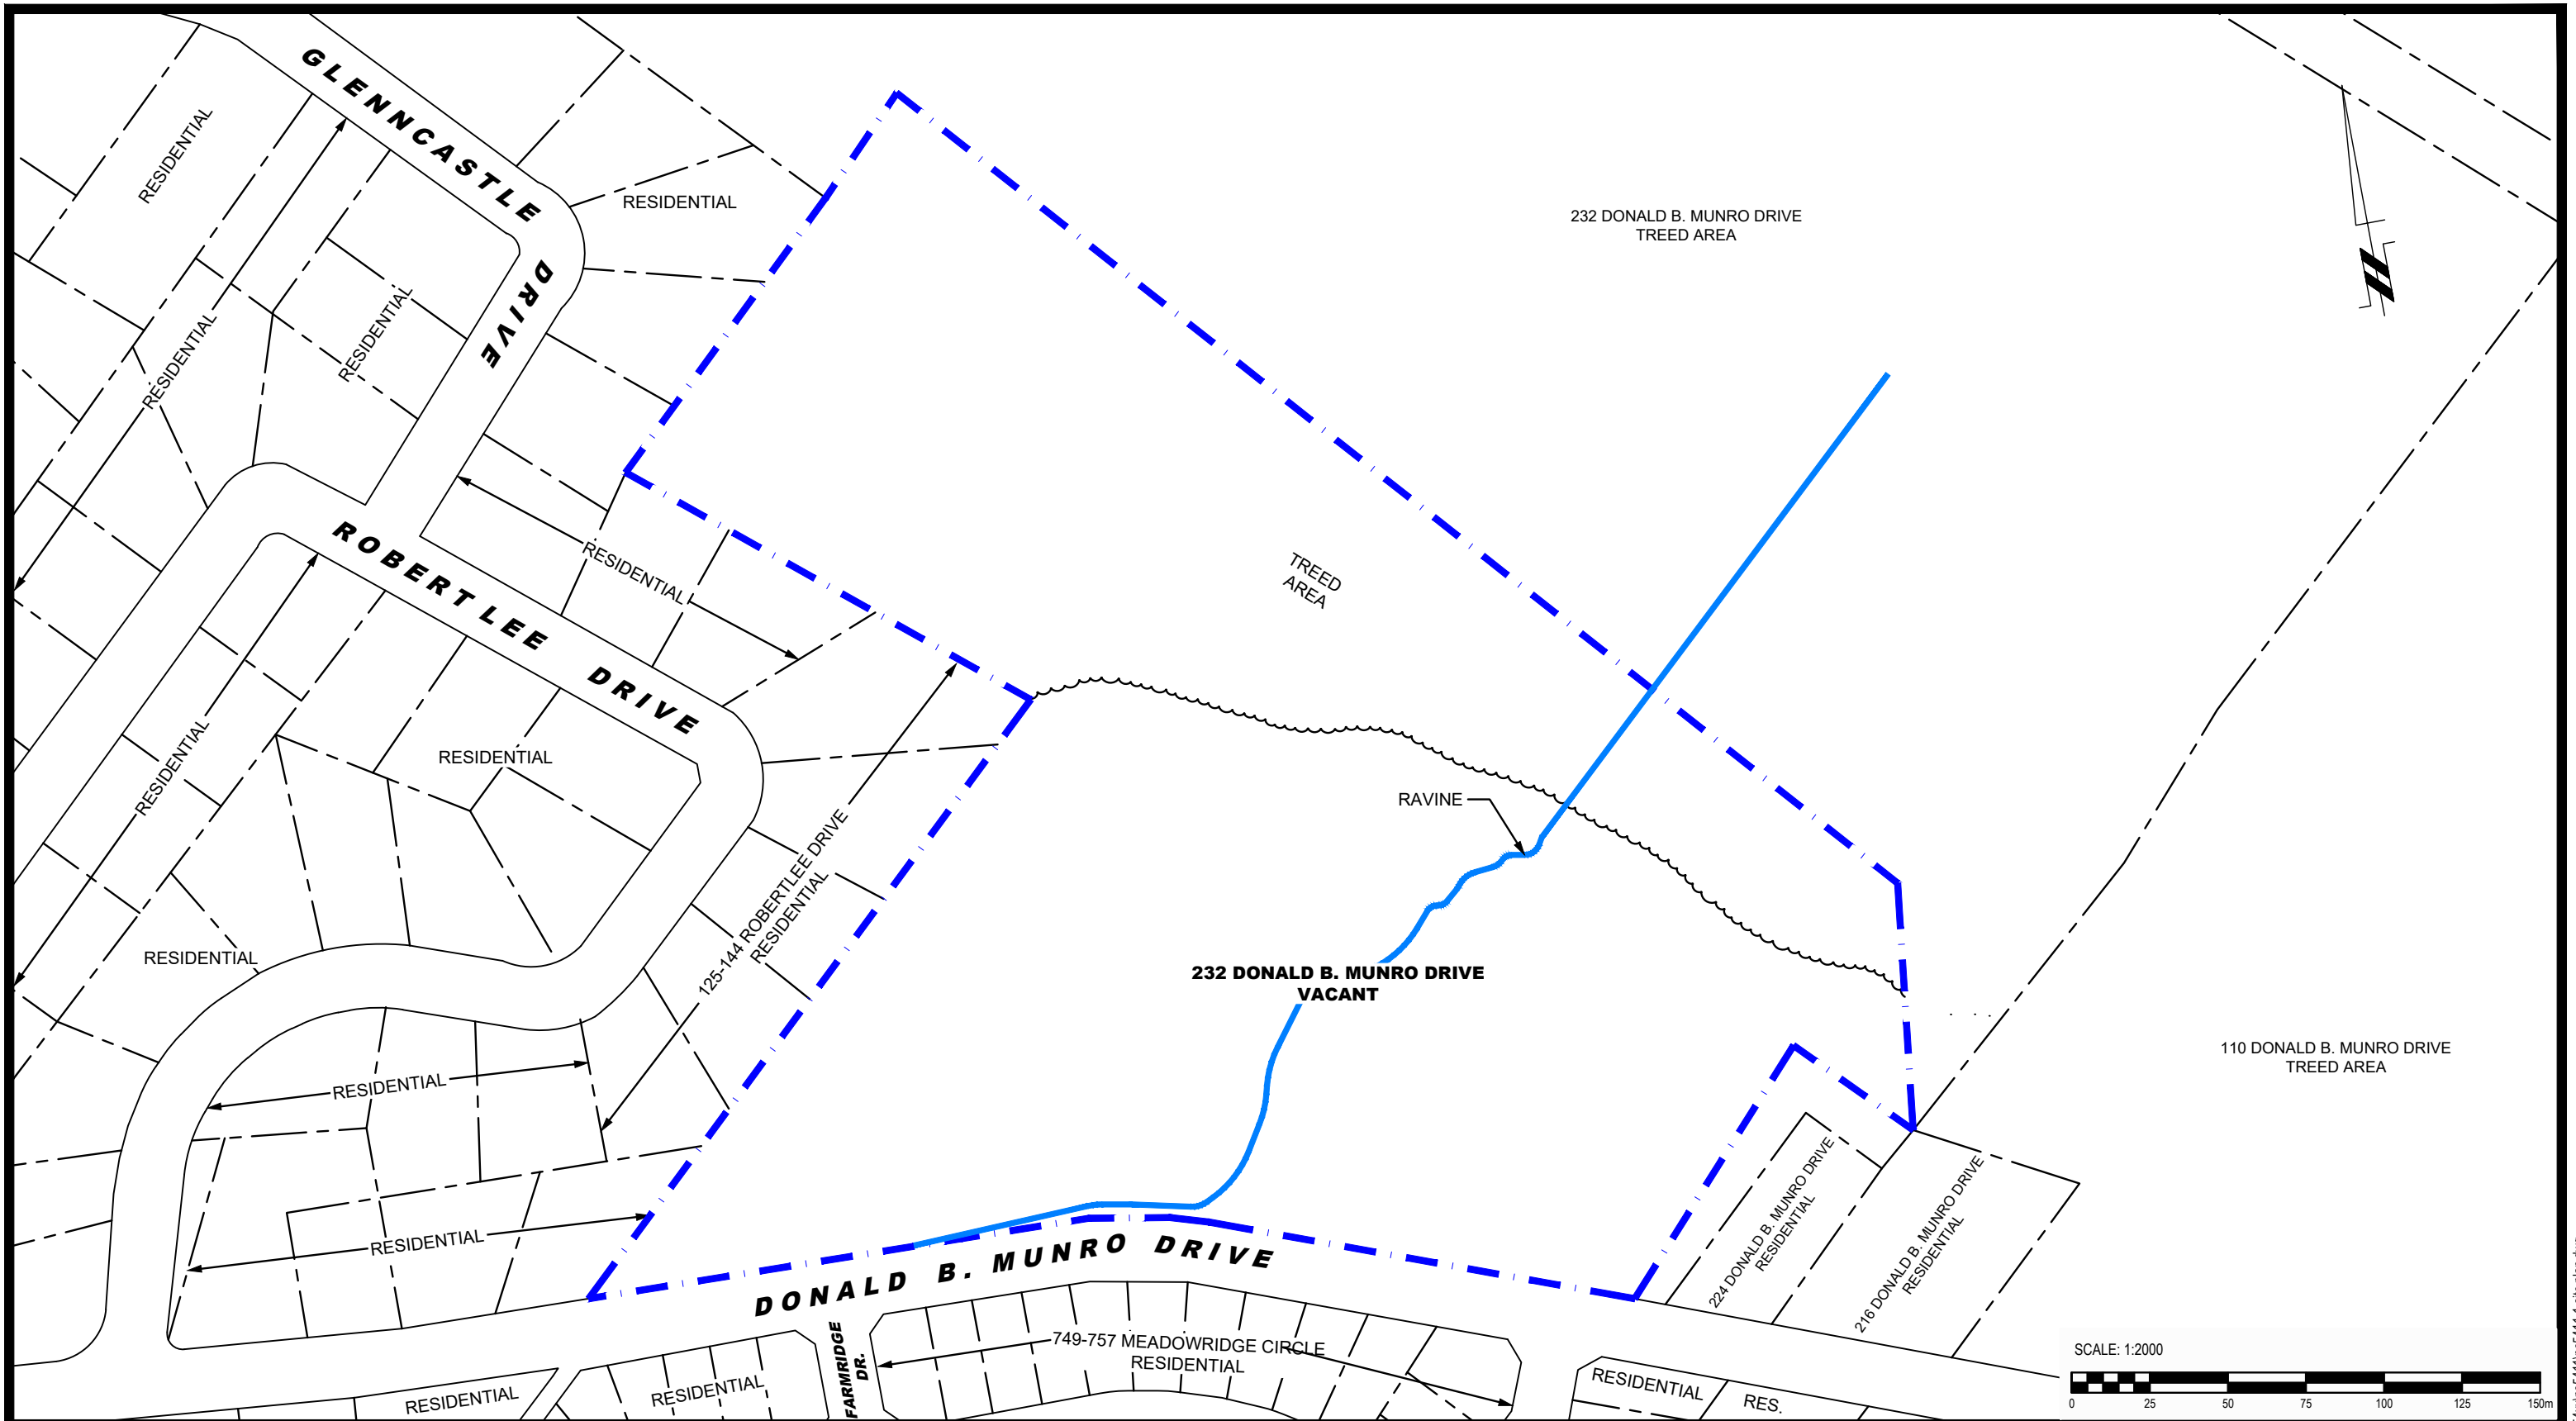 GLENNCASTLE DRIVE
RESIDENTIAL
RESIDENTIAL
232 DONALD B. MUNRO DRIVE
TREED AREA
RESIDENTIAL
RESIDENTIAL
ROBERTLEE DRIVE
RESIDENTIAL
TREED
AREA
RESIDENTIAL
RESIDENTIAL
RAVINE
125-144 ROBERTLEE DRIVE
RESIDENTIAL
RESIDENTIAL
232 DONALD B. MUNRO DRIVE
VACANT
110 DONALD B. MUNRO DRIVE
TREED AREA
RESIDENTIAL
RESIDENTIAL
224 DONALD B. MUNRO DRIVE
RESIDENTIAL
216 DONALD B. MUNRO DRIVE
RESIDENTIAL
DONALD B. MUNRO DRIVE
FARMRIDGE
DR.
749-757 MEADOWRIDGE CIRCLE
RESIDENTIAL
RESIDENTIAL
RESIDENTIAL
RESIDENTIAL
RES.
SCALE: 1:2000
0 25 50 75 100 125 150m